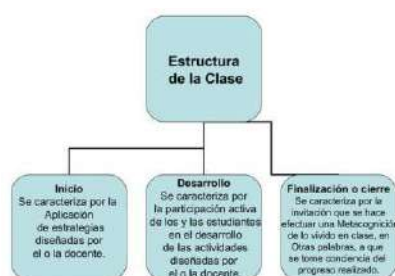 Estructura
de la Clase
Inicio
Se caracteriza por la
Aplicación
de estrategias
diseñadas por
el o la docente.
Desarrollo
Se caracteriza por
la participación activa
de los y las estudiantes
en el desarrollo
de las actividades
diseñadas por
el o la docente.
Finalización o cierre
Se caracteriza por la
invitación que se hace
efectuar una Metacognición
de lo vivido en clase, en
Otras palabras, a que
se tome conciencia del
progreso realizado.